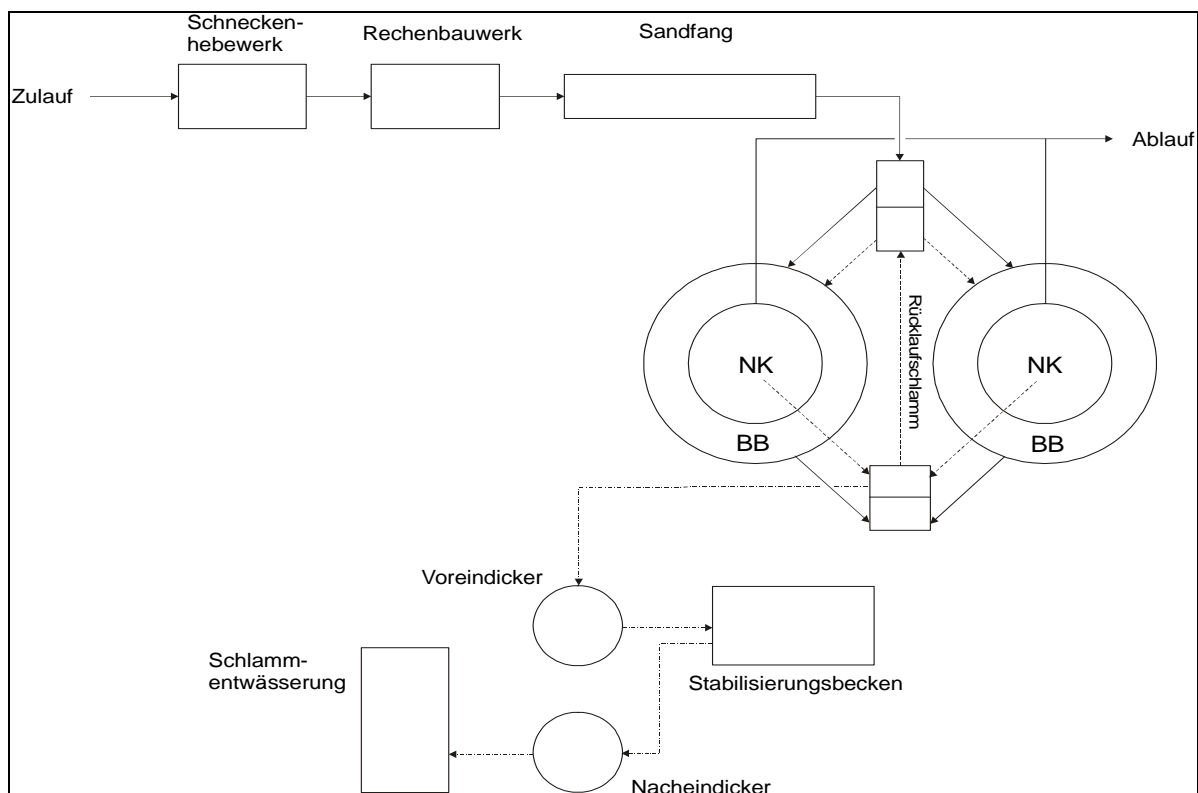 Schnecken-
hebewerk
Rechenbauwerk
Sandfang
Zulauf
Ablauf
Rücklaufschlamm
NK
NK
BB
BB
Voreindicker
Stabilisierungsbecken
Schlamm-
entwässerung
Nacheindicker